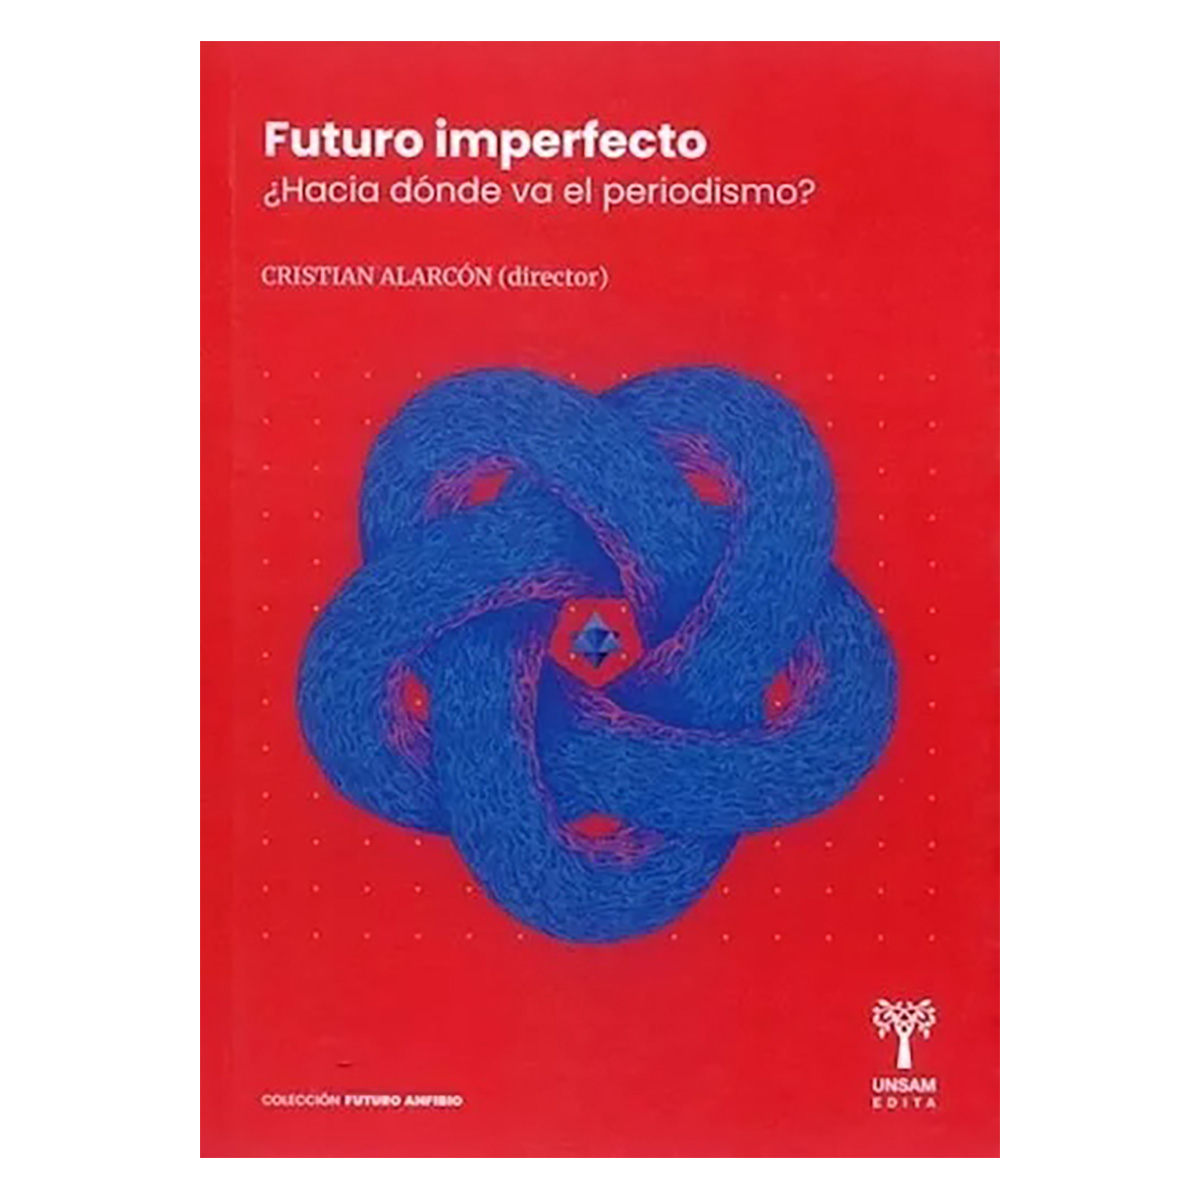 Futuro imperfecto
¿Hacia dónde va el periodismo?
CRISTIAN ALARCÓN (director)
COLECCIÓN FUTURO ANFIBIO
UNSAM
EDITA